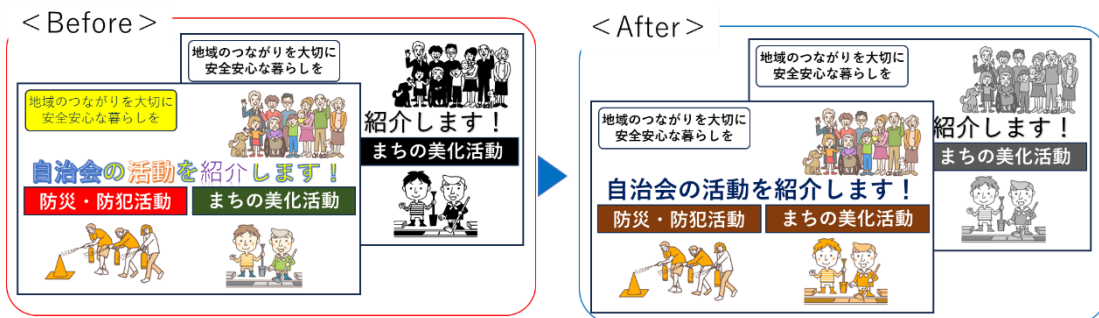 ＜Before＞
地域のつながりを大切に
安全安心な暮らしを
紹介します！
まちの美化活動
地域のつながりを大切に
安全安心な暮らしを
自治会の活動を紹介します！
防災・防犯活動
まちの美化活動
＜After＞
地域のつながりを大切に
安全安心な暮らしを
紹介します！
まちの美化活動
地域のつながりを大切に
安全安心な暮らしを
自治会の活動を紹介します！
防災・防犯活動
まちの美化活動